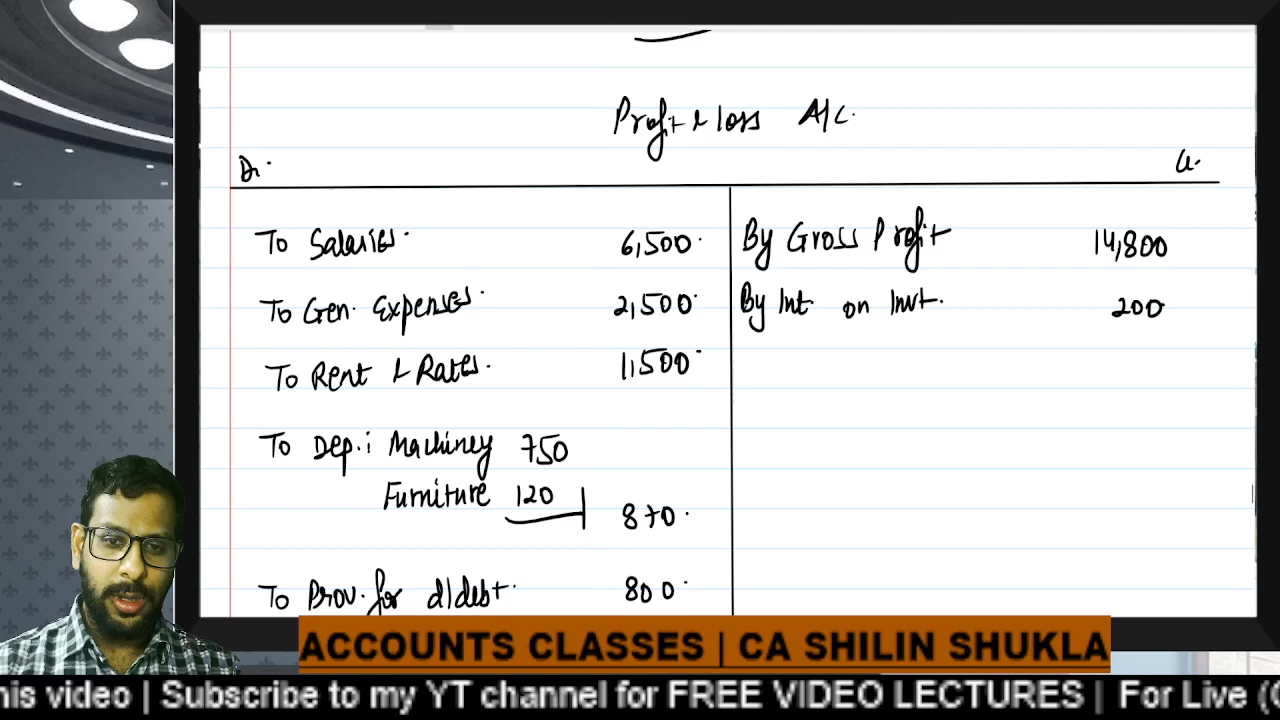 Profit & loss A/c.
Dr. Cr.
To Salaries. 6,500. By Gross Profit 14,800
To Gen. Expenses. 2,500. By Int. on Invt. 200
To Rent & Rates. 1,500.
To Dep.: Machinery 750
Furniture 120 870.
To Prov. for d/debt. 800.
ACCOUNTS CLASSES | CA SHILIN SHUKLA
his video | Subscribe to my YT channel for FREE VIDEO LECTURES | For Live (